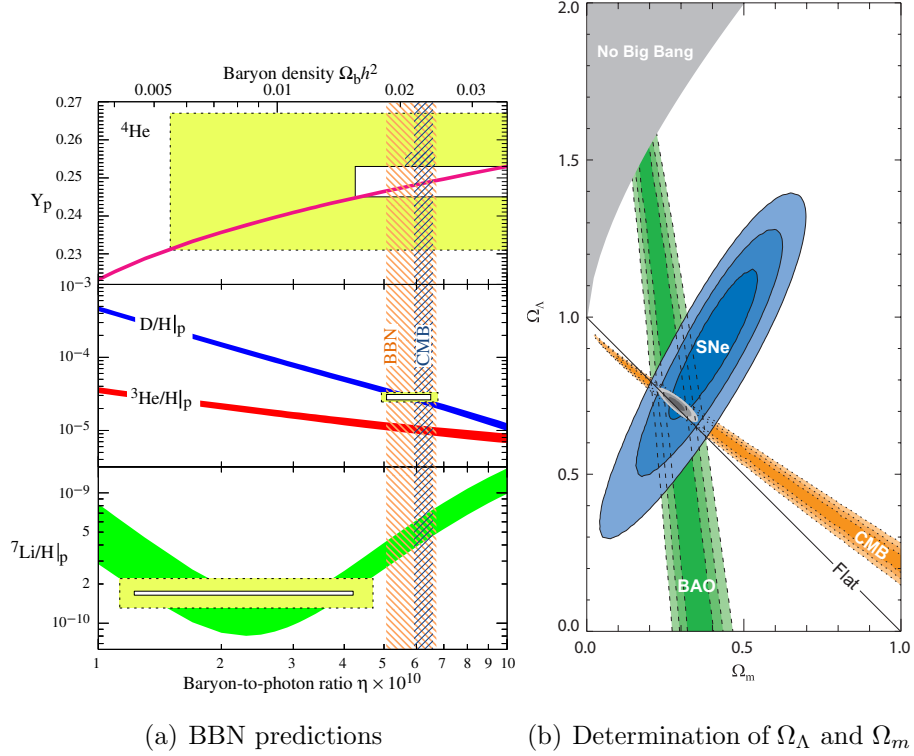 Baryon density Ω_b h²
0.005 0.01 0.02 0.03
0.27
0.26
0.25
0.24
0.23
Y_p
⁴He
10⁻³
10⁻⁴
10⁻⁵
D/H|_p
³He/H|_p
BBN
CMB
10⁻⁹
5
2
10⁻¹⁰
⁷Li/H|_p
1 2 3 4 5 6 7 8 9 10
Baryon-to-photon ratio η × 10¹⁰
(a) BBN predictions
2.0
1.5
1.0
0.5
0.0
Ω_Λ
No Big Bang
SNe
CMB
Flat
BAO
0.0 0.5 1.0
Ω_m
(b) Determination of Ω_Λ and Ω_m